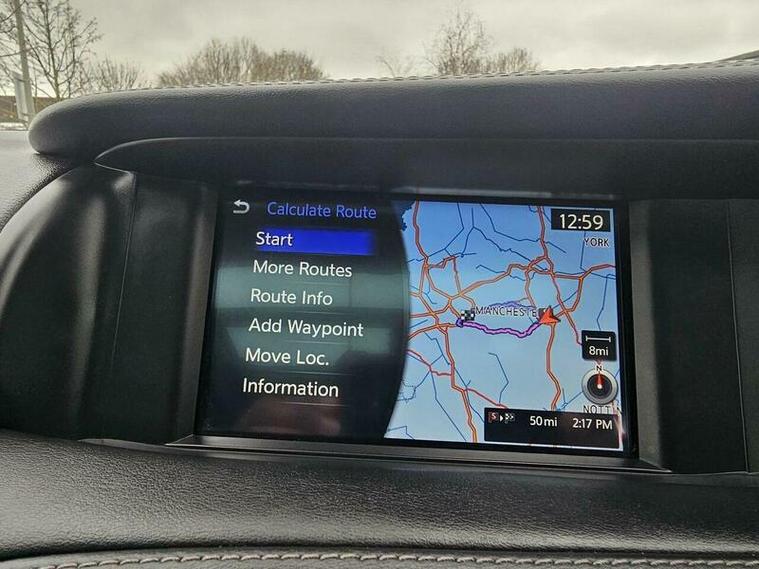 Calculate Route
Start
More Routes
Route Info
Add Waypoint
Move Loc.
Information
12:59
YORK
MANCHESTE
8mi
N
NOTT
S
50mi 2:17 PM